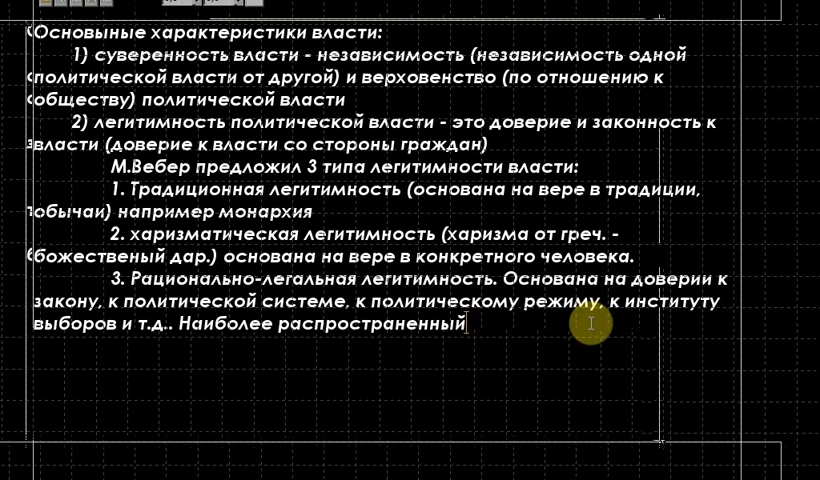 Основыные характеристики власти:
1) суверенность власти - независимость (независимость одной
политической власти от другой) и верховенство (по отношению к
обществу) политической власти
2) легитимность политической власти - это доверие и законность к
власти (доверие к власти со стороны граждан)
М.Вебер предложил 3 типа легитимности власти:
1. Традиционная легитимность (основана на вере в традиции,
обычаи) например монархия
2. харизматическая легитимность (харизма от греч. -
божественый дар.) основана на вере в конкретного человека.
3. Рационально-легальная легитимность. Основана на доверии к
закону, к политической системе, к политическому режиму, к институту
выборов и т.д.. Наиболее распространенный